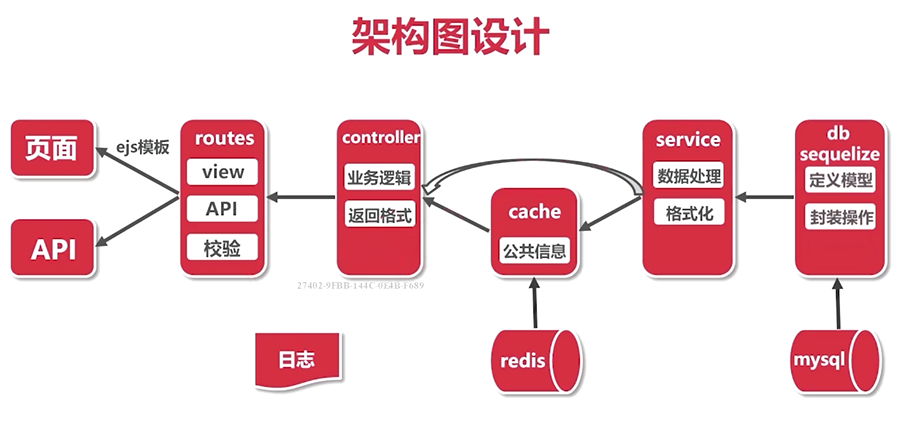 架构图设计
页面
API
ejs模板
routes
view
API
校验
controller
业务逻辑
返回格式
cache
公共信息
service
数据处理
格式化
db
sequelize
定义模型
封装操作
27402-9FBB-144C-0E4B-F689
日志
redis
mysql